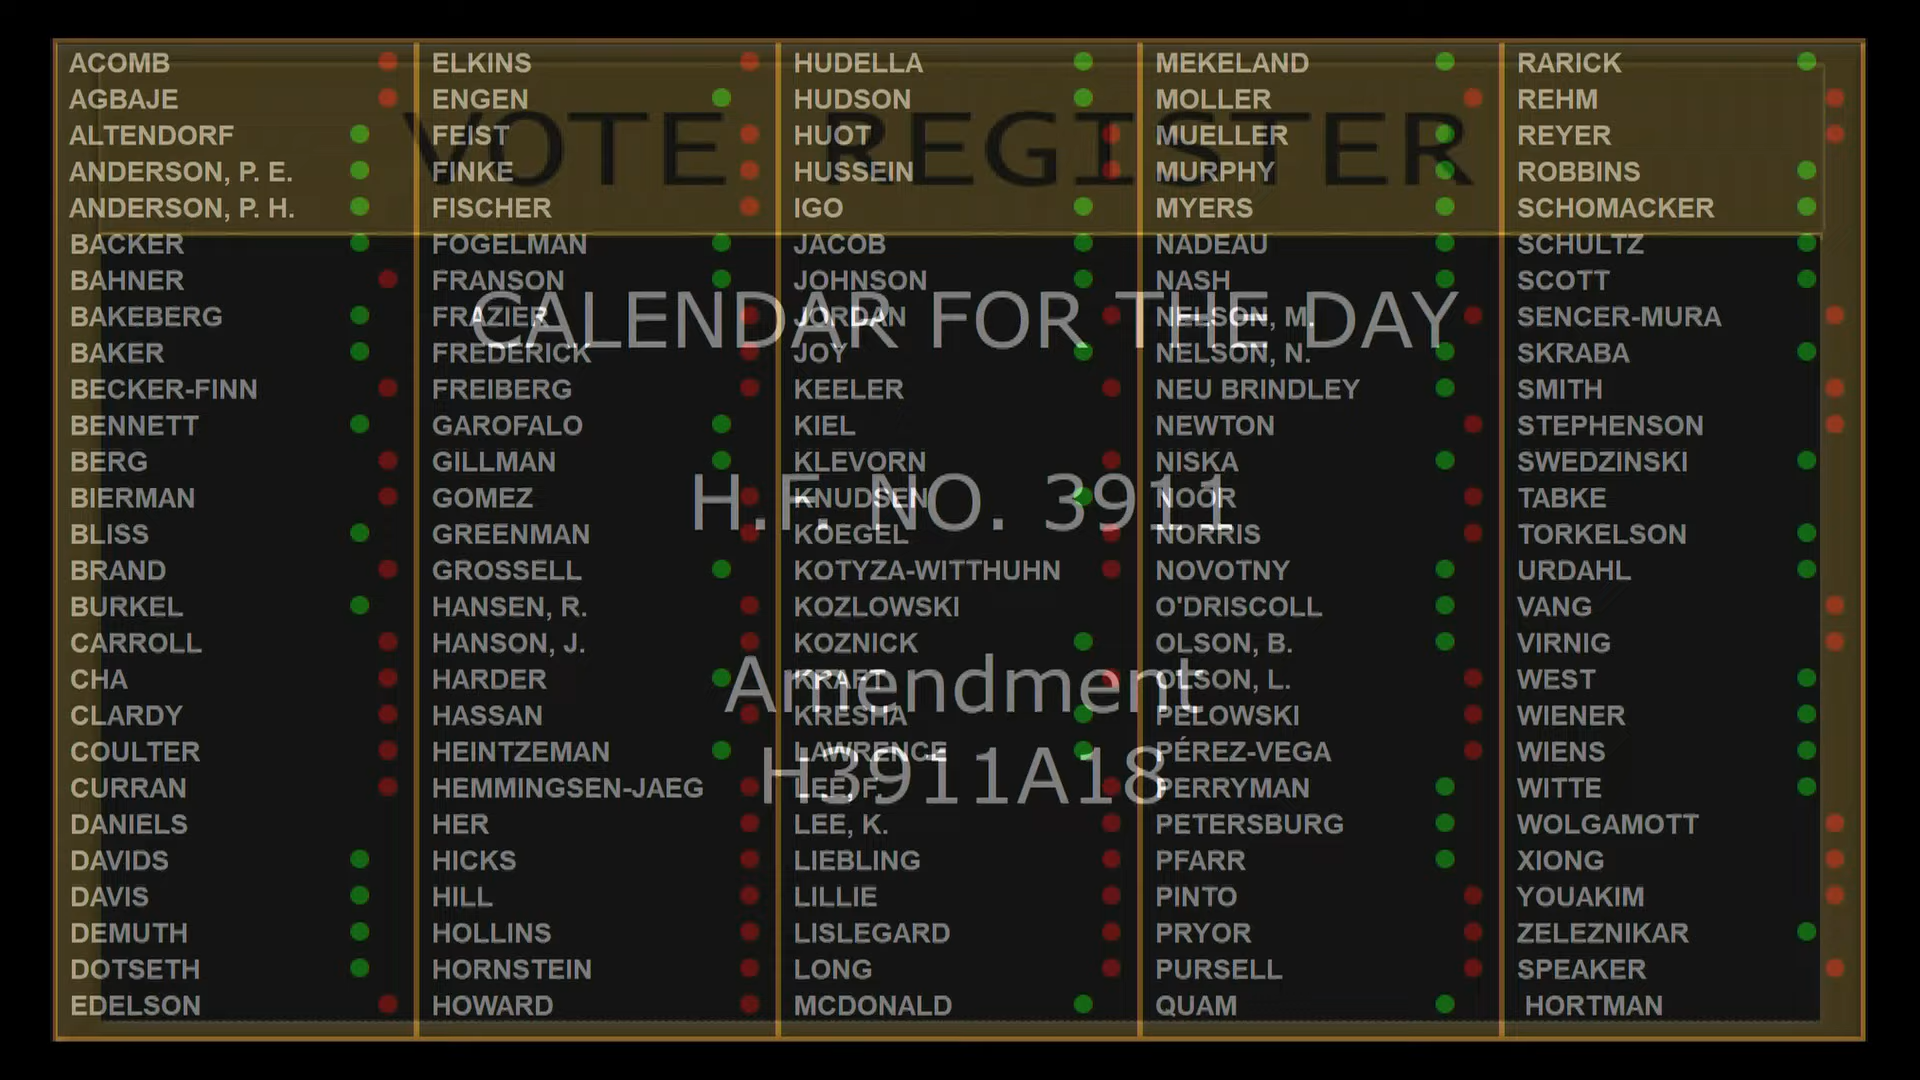 VOTE REGISTER
CALENDAR FOR THE DAY
H.F. NO. 3911
Amendment
H3911A18
ACOMB
AGBAJE
ALTENDORF
ANDERSON, P. E.
ANDERSON, P. H.
BACKER
BAHNER
BAKEBERG
BAKER
BECKER-FINN
BENNETT
BERG
BIERMAN
BLISS
BRAND
BURKEL
CARROLL
CHA
CLARDY
COULTER
CURRAN
DANIELS
DAVIDS
DAVIS
DEMUTH
DOTSETH
EDELSON
ELKINS
ENGEN
FEIST
FINKE
FISCHER
FOGELMAN
FRANSON
FRAZIER
FREDERICK
FREIBERG
GAROFALO
GILLMAN
GOMEZ
GREENMAN
GROSSELL
HANSEN, R.
HANSON, J.
HARDER
HASSAN
HEINTZEMAN
HEMMINGSEN-JAEG
HER
HICKS
HILL
HOLLINS
HORNSTEIN
HOWARD
HUDELLA
HUDSON
HUOT
HUSSEIN
IGO
JACOB
JOHNSON
JORDAN
JOY
KEELER
KIEL
KLEVORN
KNUDSEN
KOEGEL
KOTYZA-WITTHUHN
KOZLOWSKI
KOZNICK
KRAFT
KRESHA
LAWRENCE
LEE, F.
LEE, K.
LIEBLING
LILLIE
LISLEGARD
LONG
MCDONALD
MEKELAND
MOLLER
MUELLER
MURPHY
MYERS
NADEAU
NASH
NELSON, M.
NELSON, N.
NEU BRINDLEY
NEWTON
NISKA
NOOR
NORRIS
NOVOTNY
O'DRISCOLL
OLSON, B.
OLSON, L.
PELOWSKI
PÉREZ-VEGA
PERRYMAN
PETERSBURG
PFARR
PINTO
PRYOR
PURSELL
QUAM
RARICK
REHM
REYER
ROBBINS
SCHOMACKER
SCHULTZ
SCOTT
SENCER-MURA
SKRABA
SMITH
STEPHENSON
SWEDZINSKI
TABKE
TORKELSON
URDAHL
VANG
VIRNIG
WEST
WIENER
WIENS
WITTE
WOLGAMOTT
XIONG
YOUAKIM
ZELEZNIKAR
SPEAKER
HORTMAN